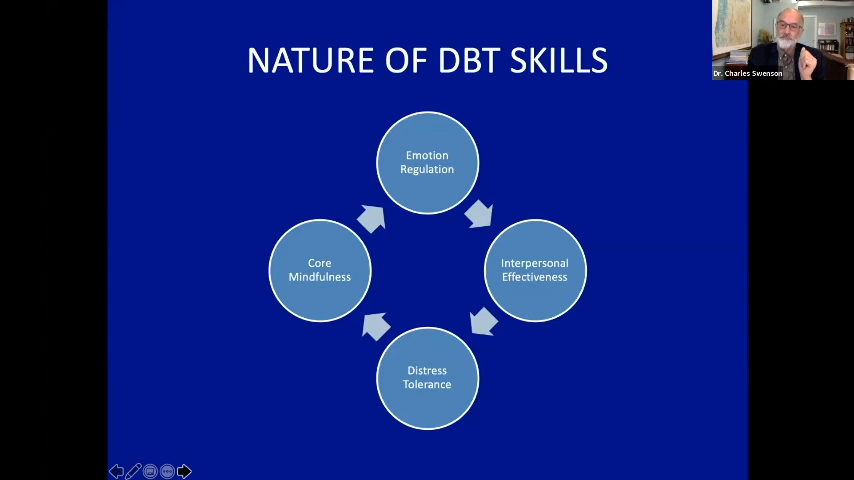 NATURE OF DBT SKILLS
Dr. Charles Swenson
Emotion
Regulation
Core
Mindfulness
Interpersonal
Effectiveness
Distress
Tolerance